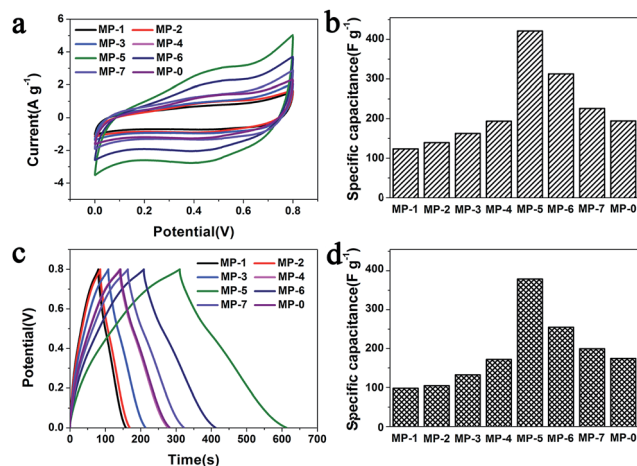 a
MP-1 MP-2
MP-3 MP-4
MP-5 MP-6
MP-7 MP-0
Current(A g⁻¹)
4
2
0
-2
-4
0.0 0.2 0.4 0.6 0.8
Potential(V)
b
Specific capacitance(F g⁻¹)
400
300
200
100
0
MP-1 MP-2 MP-3 MP-4 MP-5 MP-6 MP-7 MP-0
c
MP-1 MP-2
MP-3 MP-4
MP-5 MP-6
MP-7 MP-0
Potential(V)
0.8
0.6
0.4
0.2
0.0
0 100 200 300 400 500 600 700
Time(s)
d
Specific capacitance(F g⁻¹)
400
300
200
100
0
MP-1 MP-2 MP-3 MP-4 MP-5 MP-6 MP-7 MP-0